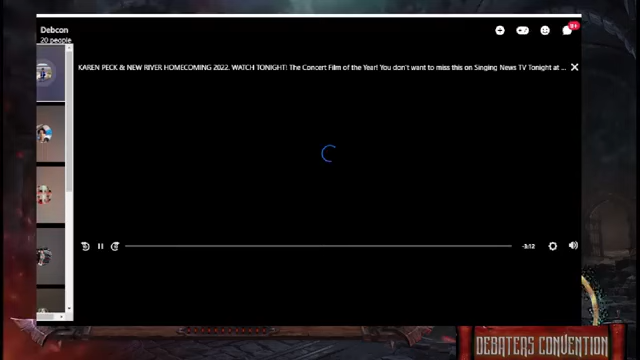 Debcon
20 people
KAREN PECK & NEW RIVER HOMECOMING 2022. WATCH TONIGHT! The Concert Film of the Year! You don't want to miss this on Singing News TV Tonight at ...
-3:12
DEBATERS CONVENTION